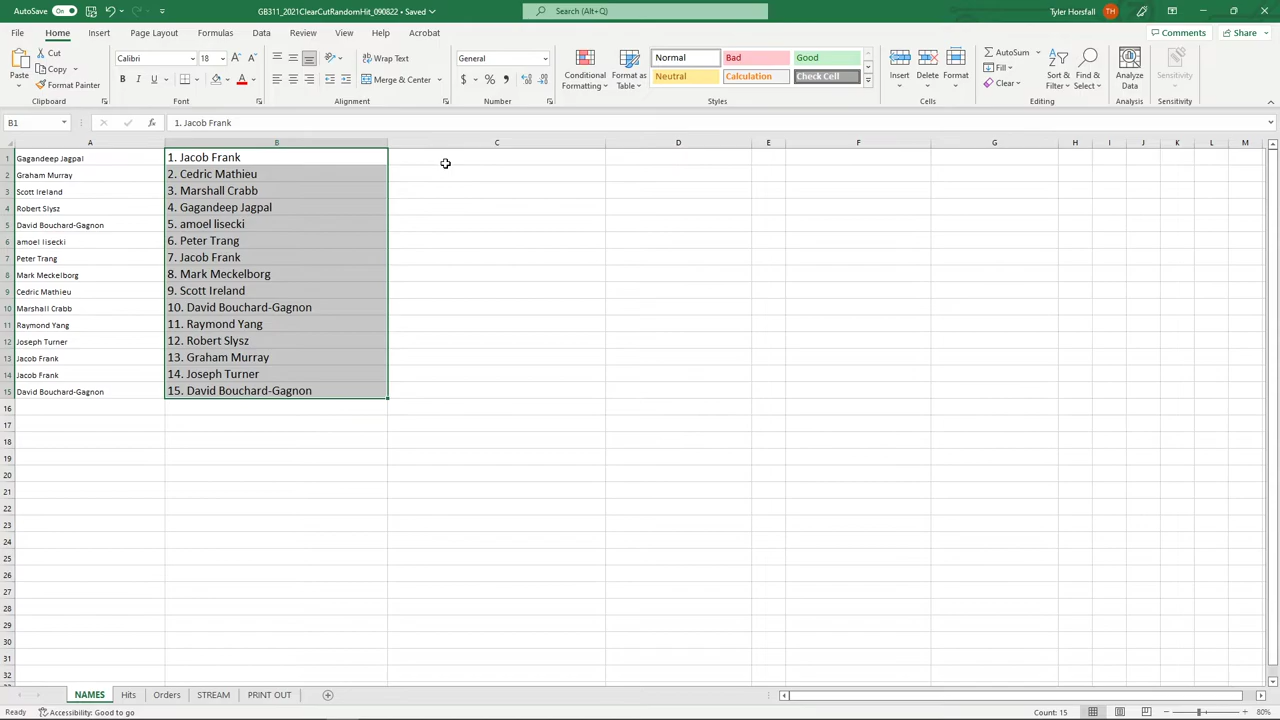 AutoSave On GB311_2021ClearCutRandomHit_090822 • Saved Search (Alt+Q) Tyler Horsfall TH
File Home Insert Page Layout Formulas Data Review View Help Acrobat Comments Share
Paste Cut Copy Format Painter Clipboard
Calibri 18 B I U A A A Font
Wrap Text Merge & Center Alignment
General $ % Number
Conditional Formatting Format as Table
Normal Bad Good
Neutral Calculation Check Cell
Styles
Insert Delete Format Cells
AutoSum Fill Clear Sort & Filter Find & Select Editing
Analyze Data Analysis
Sensitivity Sensitivity
B1 fx 1. Jacob Frank
A B C D E F G H I J K L M
1 Gagandeep Jagpal 1. Jacob Frank
2 Graham Murray 2. Cedric Mathieu
3 Scott Ireland 3. Marshall Crabb
4 Robert Slysz 4. Gagandeep Jagpal
5 David Bouchard-Gagnon 5. amoel lisecki
6 amoel lisecki 6. Peter Trang
7 Peter Trang 7. Jacob Frank
8 Mark Meckelborg 8. Mark Meckelborg
9 Cedric Mathieu 9. Scott Ireland
10 Marshall Crabb 10. David Bouchard-Gagnon
11 Raymond Yang 11. Raymond Yang
12 Joseph Turner 12. Robert Slysz
13 Jacob Frank 13. Graham Murray
14 Jacob Frank 14. Joseph Turner
15 David Bouchard-Gagnon 15. David Bouchard-Gagnon
16
17
18
19
20
21
22
23
24
25
26
27
28
29
30
31
32
NAMES Hits Orders STREAM PRINT OUT
Ready Accessibility: Good to go Count: 15 80%